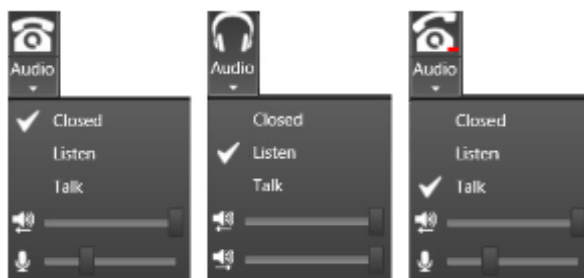 Audio
Closed
Listen
Talk
Audio
Closed
Listen
Talk
Audio
Closed
Listen
Talk